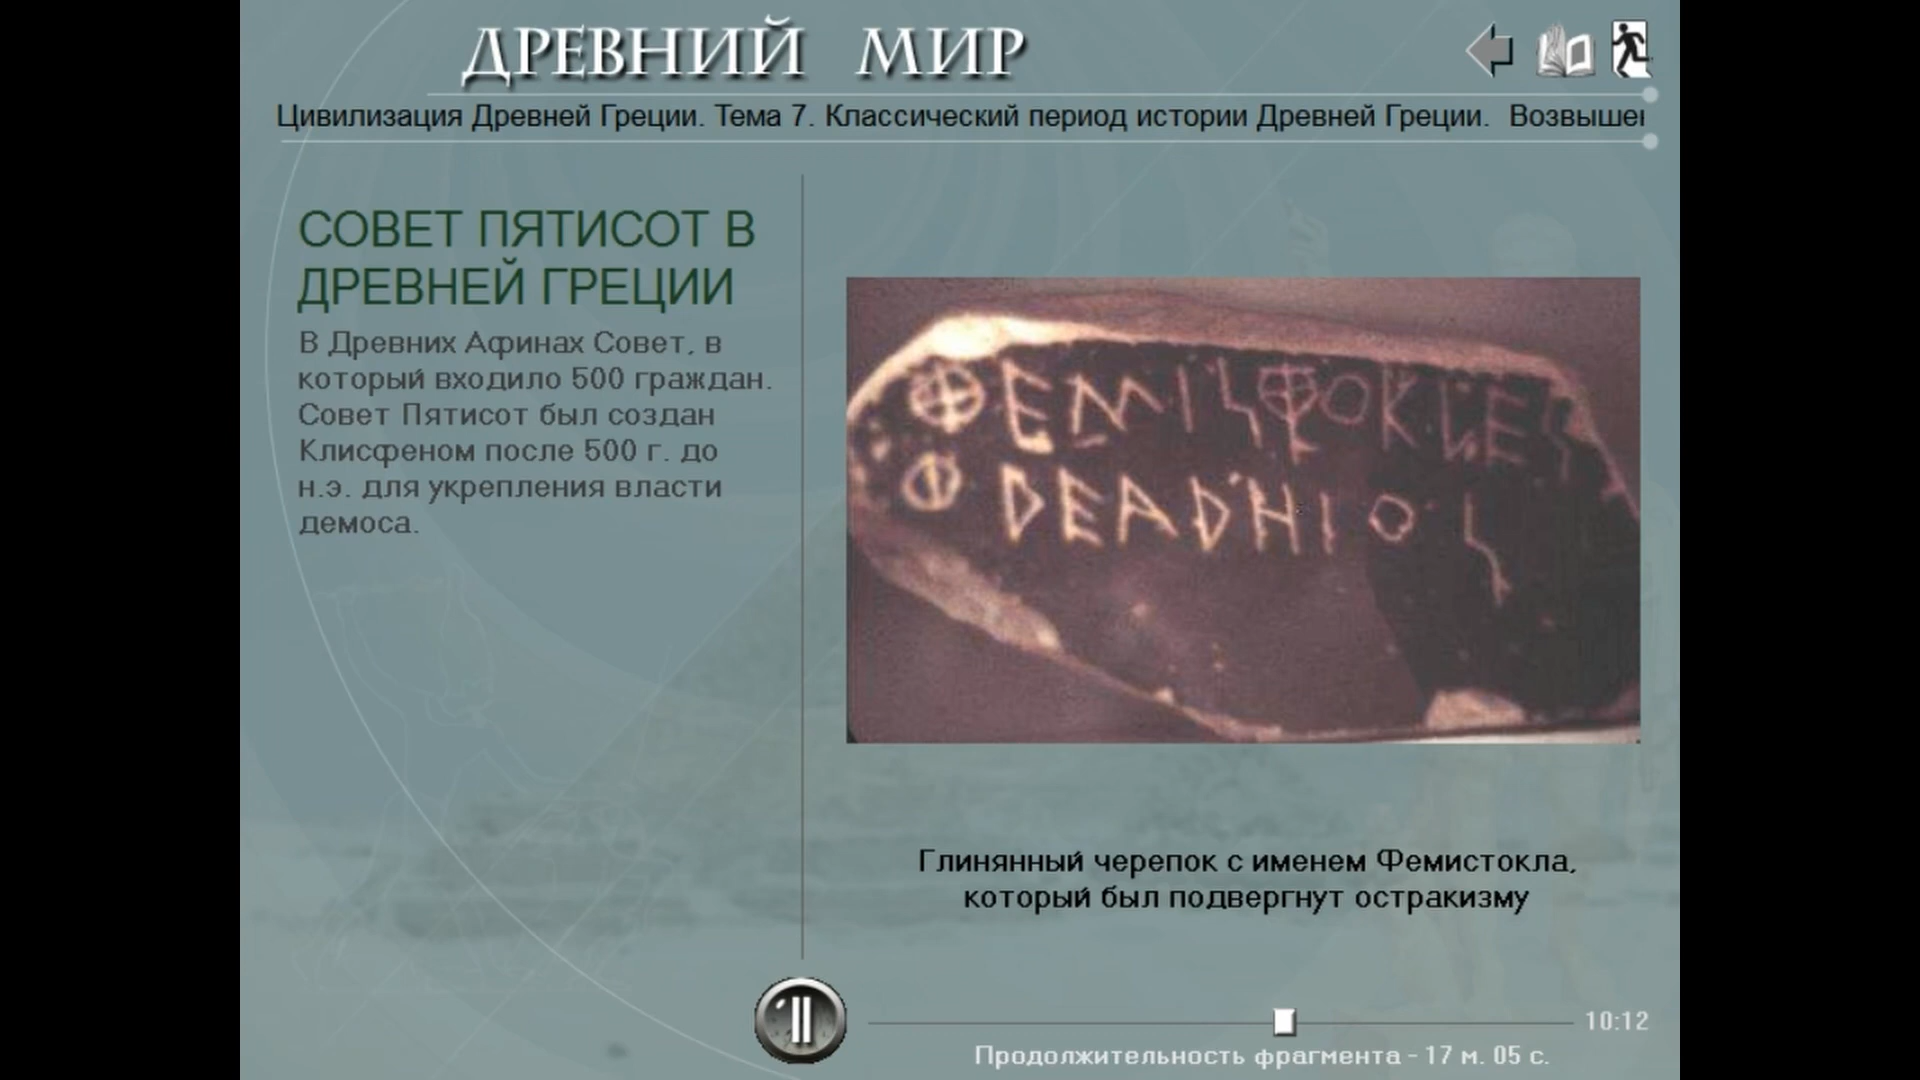 ДРЕВНИЙ МИР
Цивилизация Древней Греции. Тема 7. Классический период истории Древней Греции. Возвышен
СОВЕТ ПЯТИСОТ В
ДРЕВНЕЙ ГРЕЦИИ
В Древних Афинах Совет, в
который входило 500 граждан.
Совет Пятисот был создан
Клисфеном после 500 г. до
н.э. для укрепления власти
демоса.
Глинянный черепок с именем Фемистокла,
который был подвергнут остракизму
10:12
Продолжительность фрагмента - 17 м. 05 с.